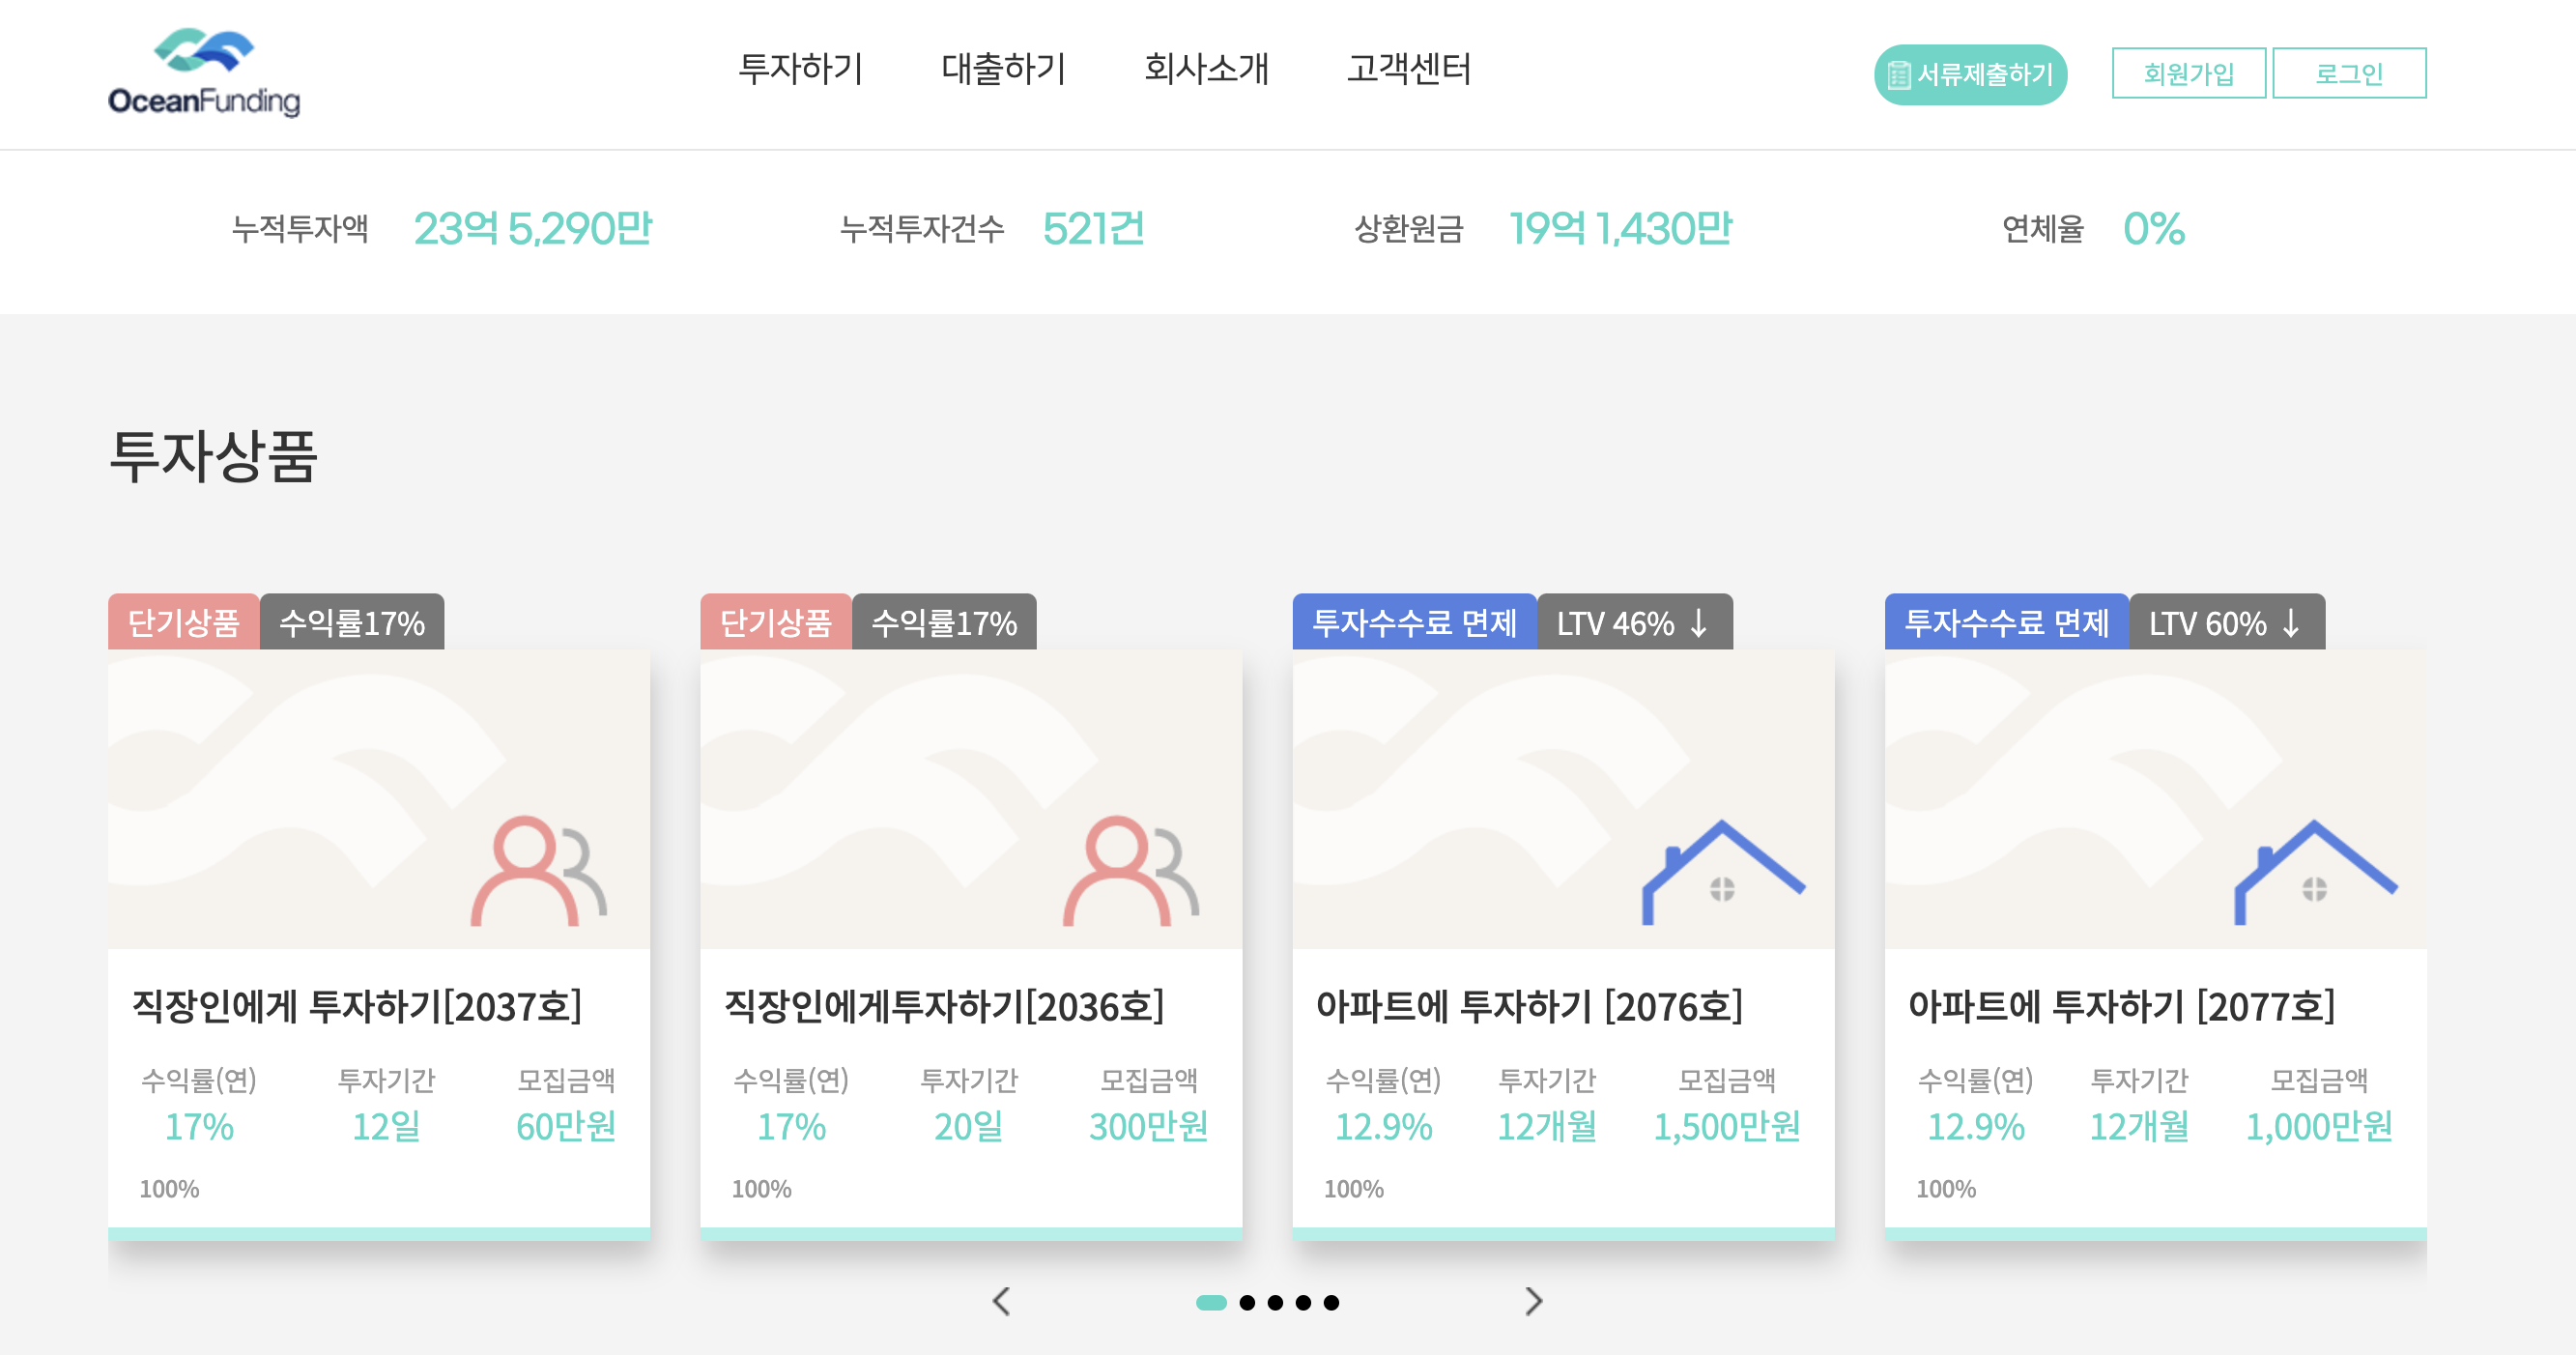 OceanFunding
투자하기 대출하기 회사소개 고객센터
서류제출하기 회원가입 로그인
누적투자액 23억 5,290만 누적투자건수 521건 상환원금 19억 1,430만 연체율 0%
투자상품
단기상품 수익률17%
직장인에게 투자하기[2037호]
수익률(연) 투자기간 모집금액
17% 12일 60만원
100%
단기상품 수익률17%
직장인에게투자하기[2036호]
수익률(연) 투자기간 모집금액
17% 20일 300만원
100%
투자수수료 면제 LTV 46% ↓
아파트에 투자하기 [2076호]
수익률(연) 투자기간 모집금액
12.9% 12개월 1,500만원
100%
투자수수료 면제 LTV 60% ↓
아파트에 투자하기 [2077호]
수익률(연) 투자기간 모집금액
12.9% 12개월 1,000만원
100%